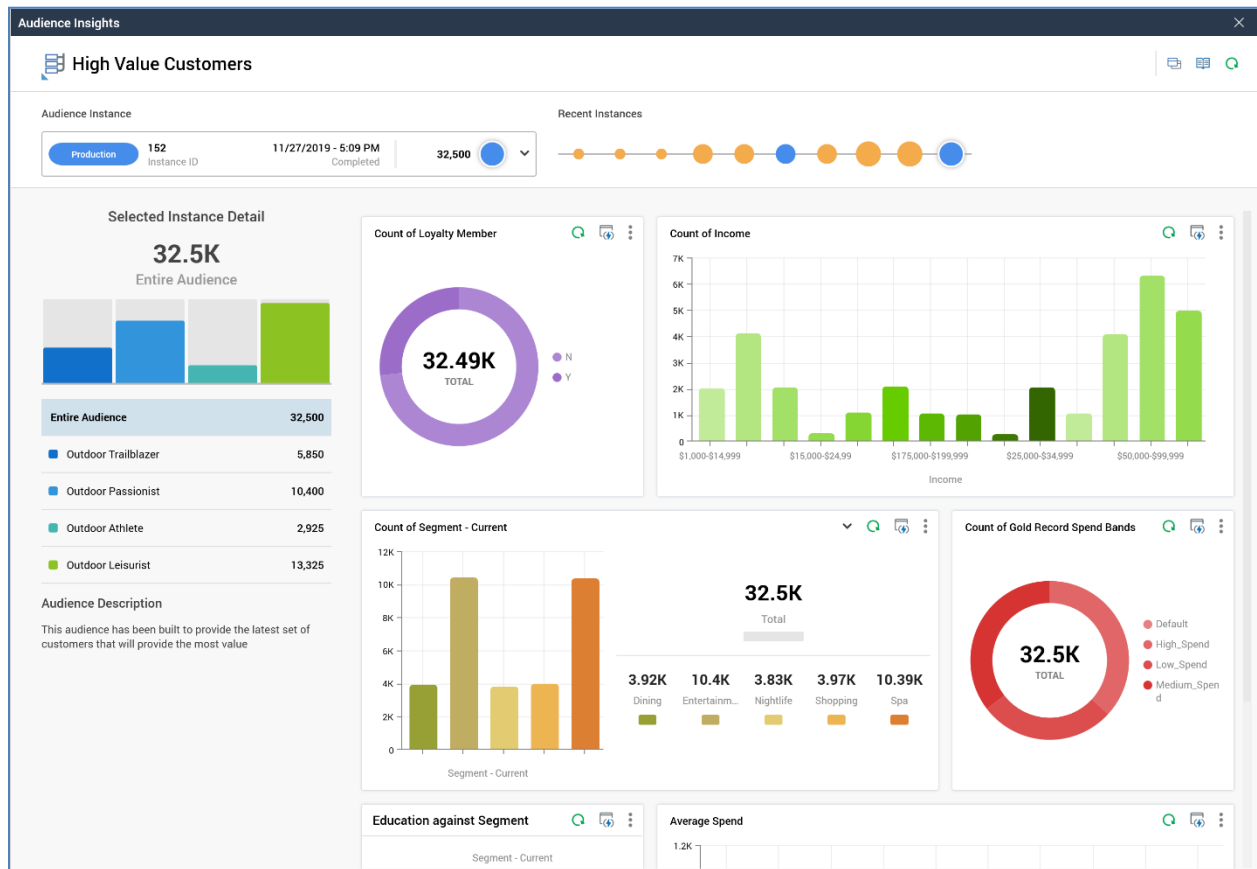 Audience Insights
High Value Customers
Audience Instance
Recent Instances
Production
152
Instance ID
11/27/2019 - 5:09 PM
Completed
32,500
Selected Instance Detail
32.5K
Entire Audience
Entire Audience 32,500
Outdoor Trailblazer 5,850
Outdoor Passionist 10,400
Outdoor Athlete 2,925
Outdoor Leisurist 13,325
Audience Description
This audience has been built to provide the latest set of
customers that will provide the most value
Count of Loyalty Member
32.49K
TOTAL
N
Y
Count of Income
7K
6K
5K
4K
3K
2K
1K
0
$1,000-$14,999 $15,000-$24,99 $175,000-$199,999 $25,000-$34,999 $50,000-$99,999
Income
Count of Segment - Current
12K
10K
8K
6K
4K
2K
0
Segment - Current
32.5K
Total
3.92K 10.4K 3.83K 3.97K 10.39K
Dining Entertainm... Nightlife Shopping Spa
Count of Gold Record Spend Bands
32.5K
TOTAL
Default
High_Spend
Low_Spend
Medium_Spen
d
Education against Segment
Segment - Current
Average Spend
1.2K